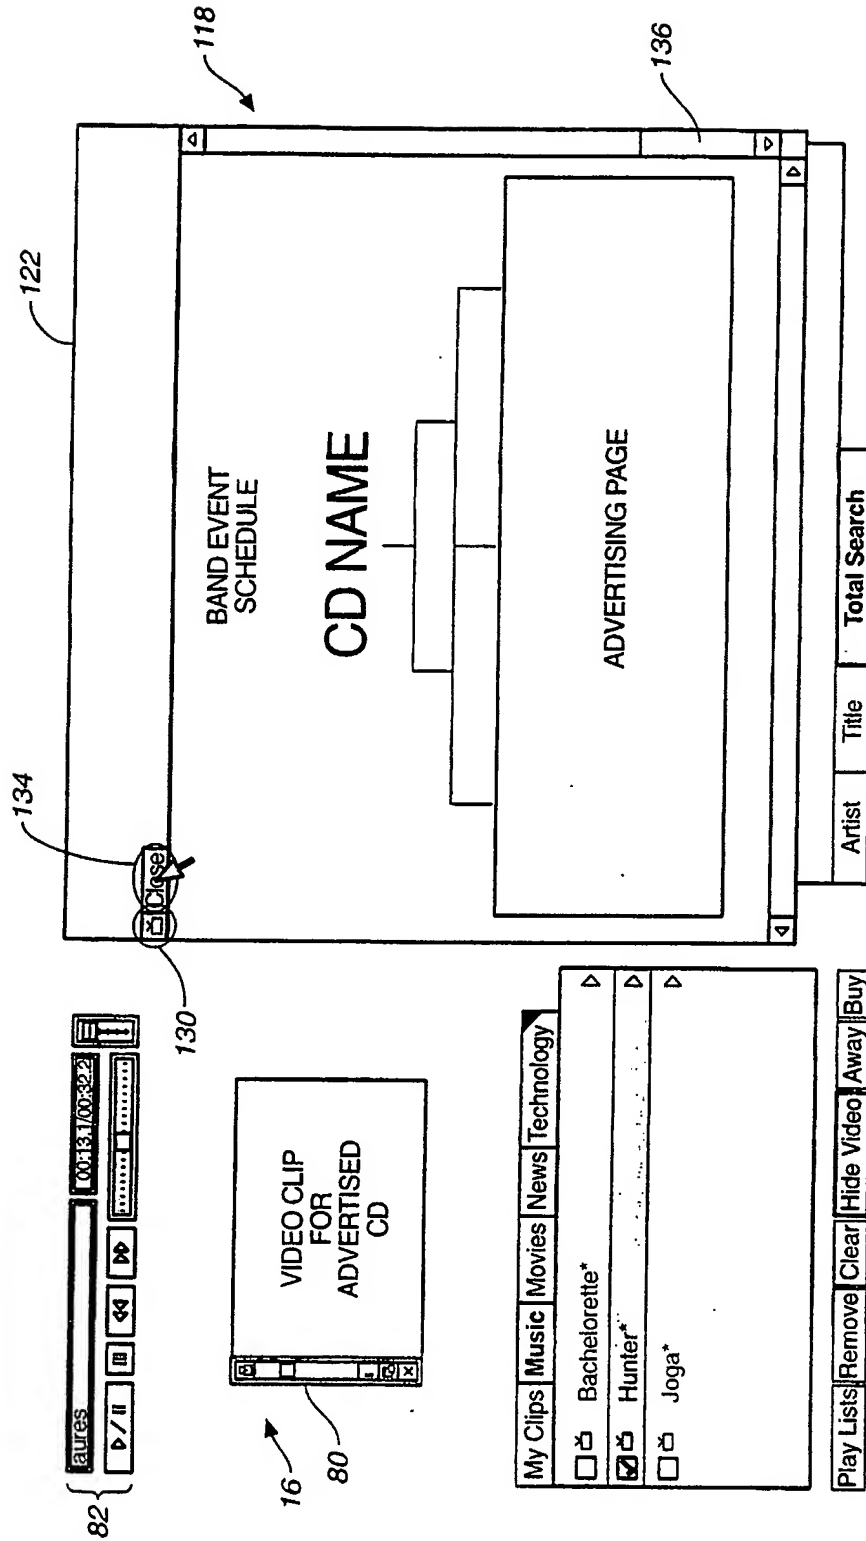 aures
00:13.1/00:32.2
82
16
80
VIDEO CLIP
FOR
ADVERTISED
CD
My Clips Music Movies News Technology
Bachelorette*
Hunter*
Joga*
Play Lists Remove Clear Hide Video Away Buy
130
134
122
118
Close
BAND EVENT
SCHEDULE
CD NAME
ADVERTISING PAGE
136
Artist Title Total Search